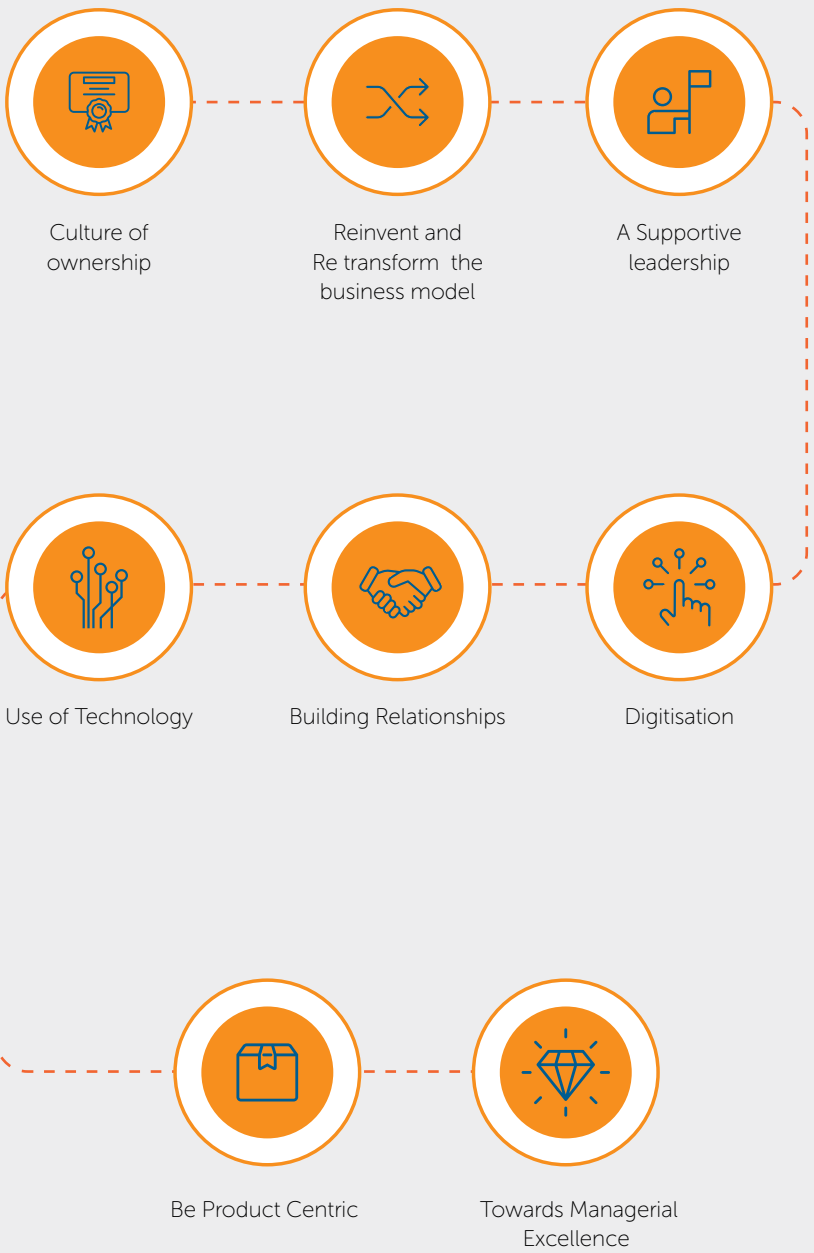 Culture of
ownership
Reinvent and
Re transform  the
business model
A Supportive
leadership
Use of Technology
Building Relationships
Digitisation
Be Product Centric
Towards Managerial
Excellence